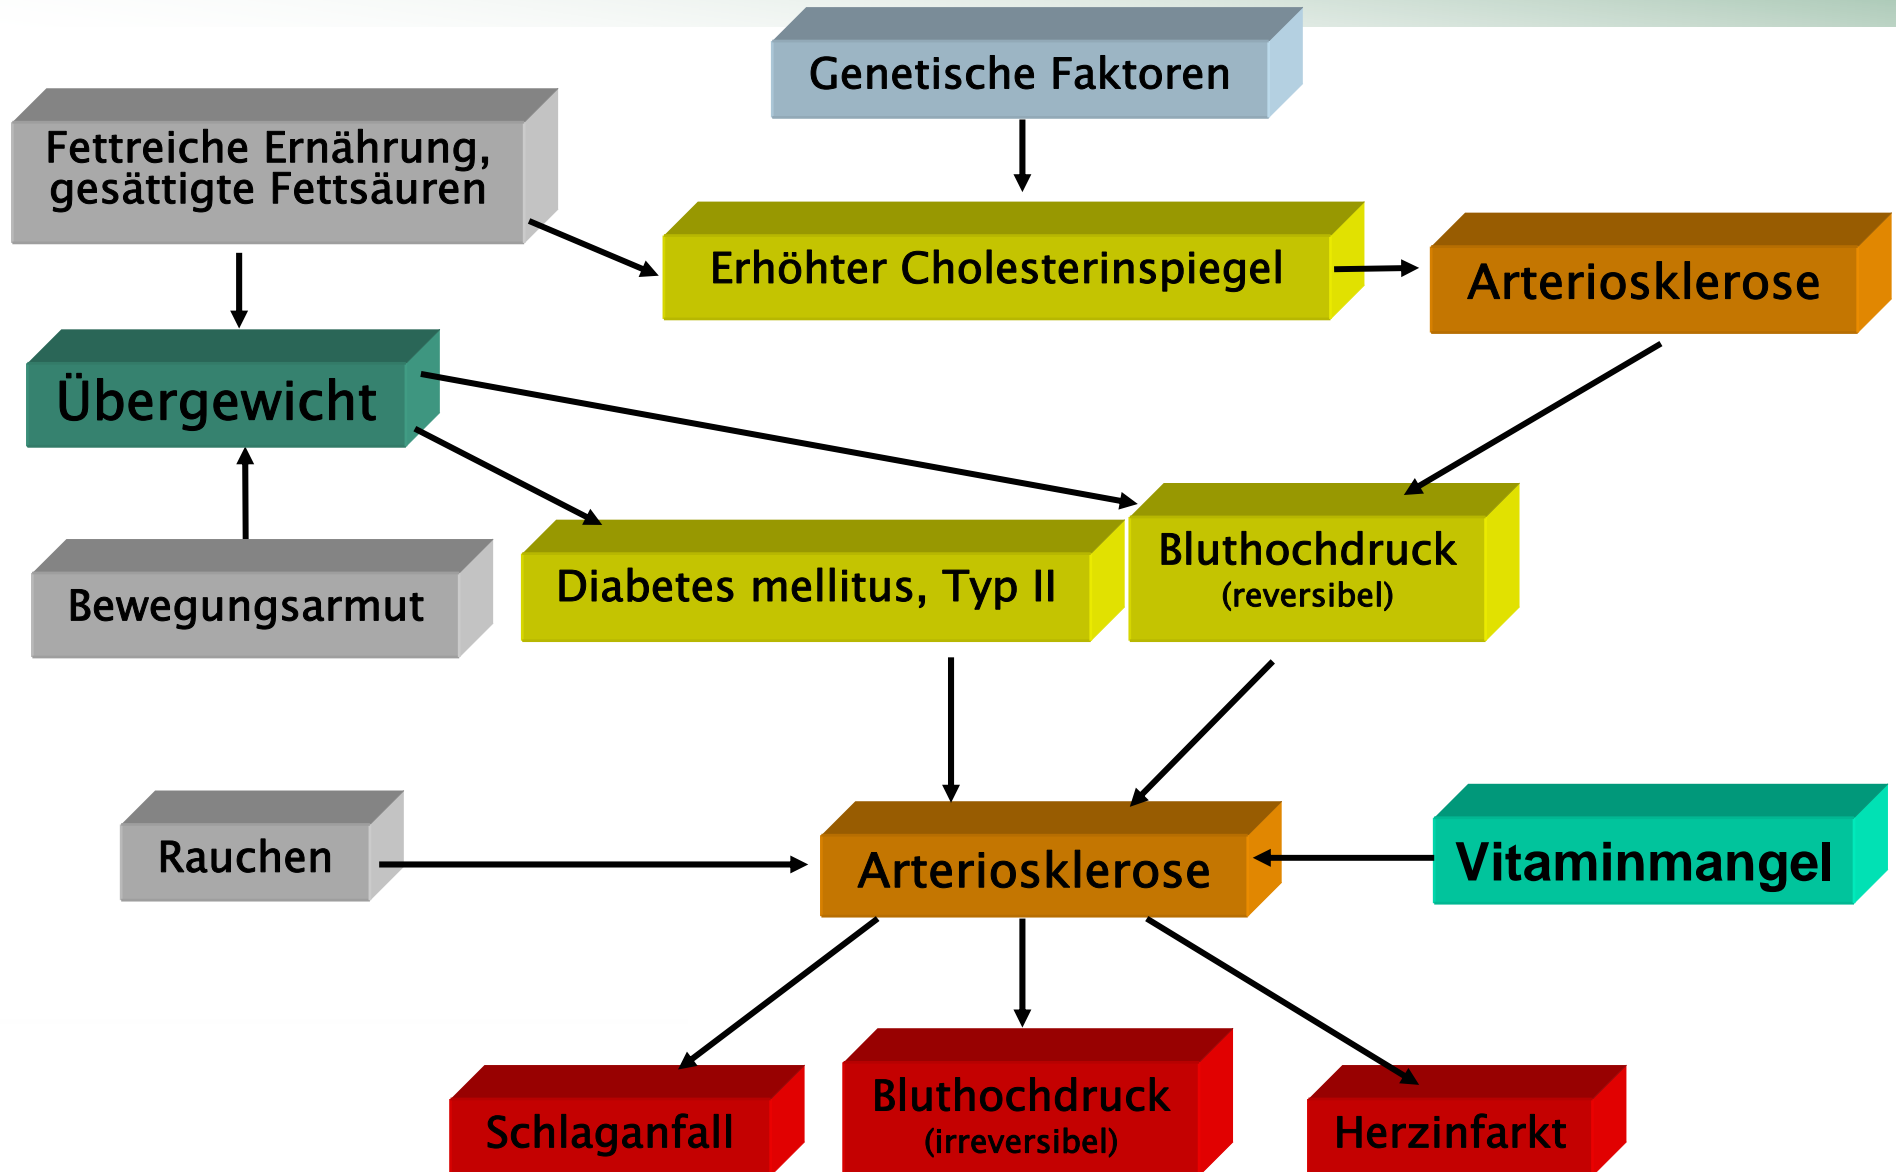 Genetische Faktoren
Fettreiche Ernährung,
gesättigte Fettsäuren
Erhöhter Cholesterinspiegel
Arteriosklerose
Übergewicht
Bluthochdruck
(reversibel)
Diabetes mellitus, Typ II
Bewegungsarmut
Rauchen
Arteriosklerose
Vitaminmangel
Schlaganfall
Bluthochdruck
(irreversibel)
Herzinfarkt